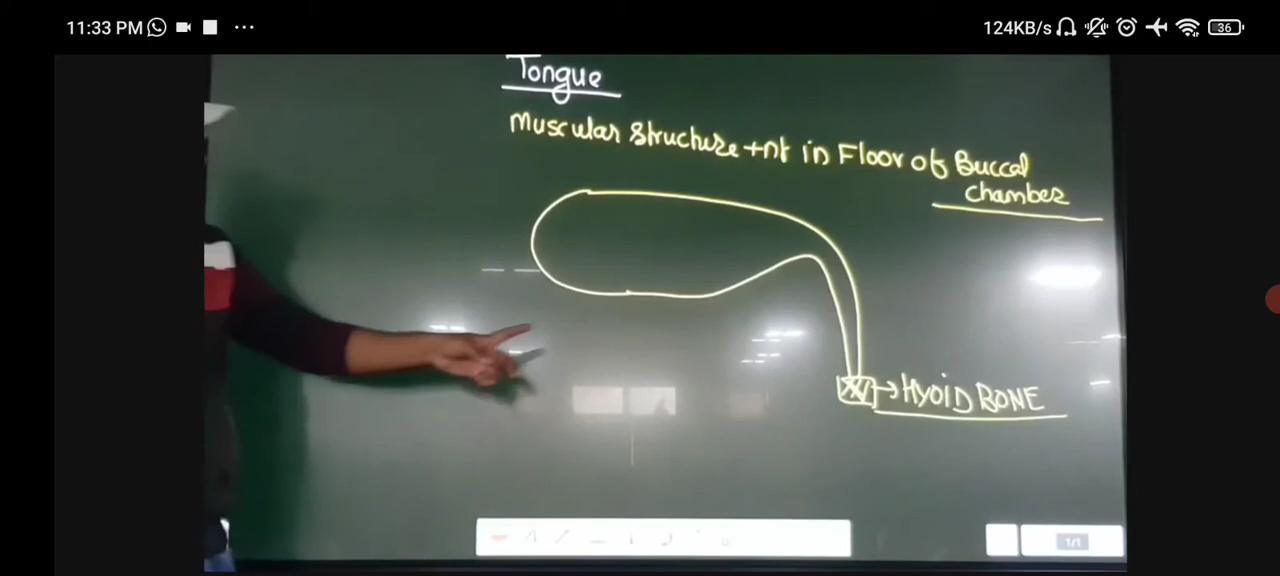 11:33 PM
124KB/s
36
Tongue
Muscular Structure +nt in Floor of Buccal
Chamber
→ HYOID BONE
1/1